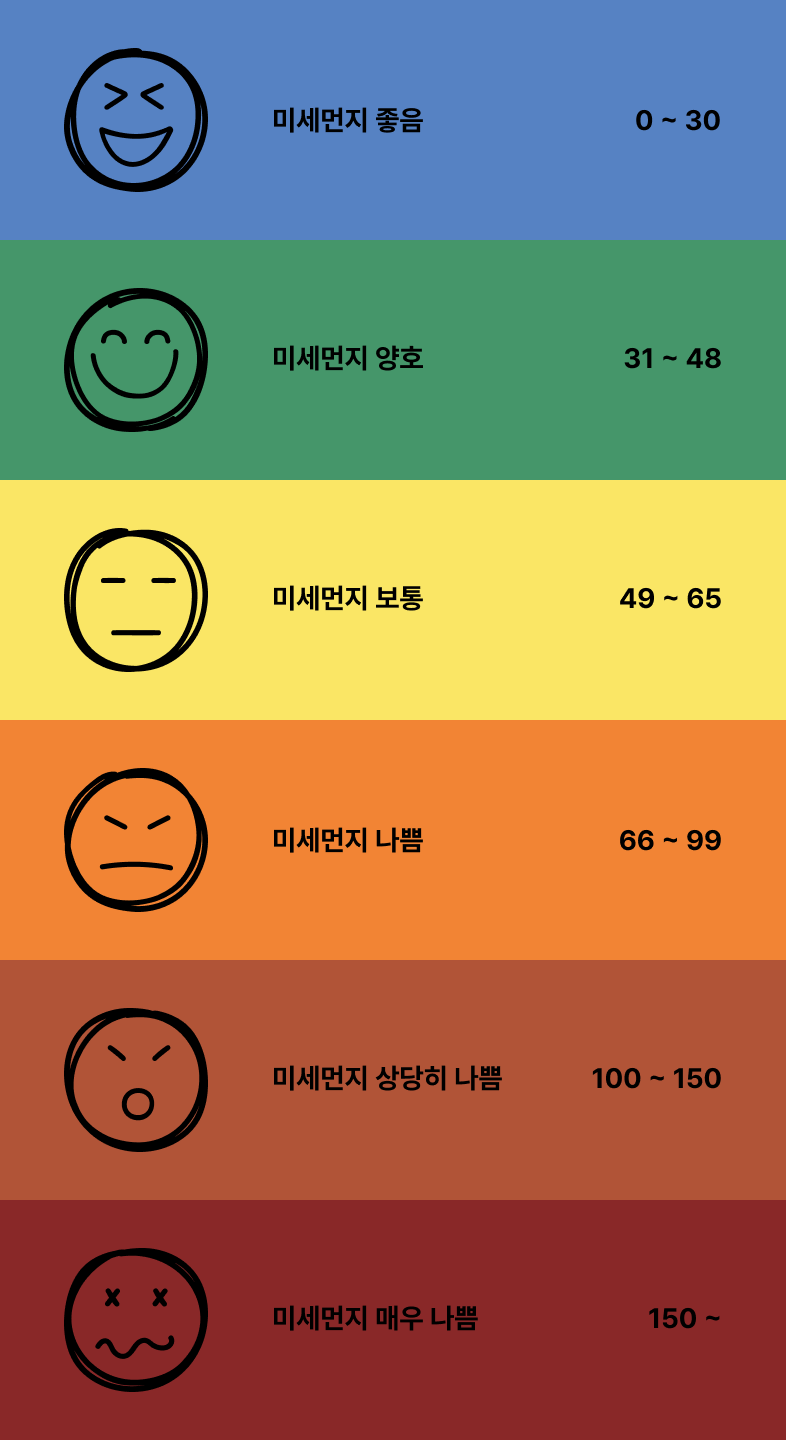 미세먼지 좋음 0 ~ 30
미세먼지 양호 31 ~ 48
미세먼지 보통 49 ~ 65
미세먼지 나쁨 66 ~ 99
미세먼지 상당히 나쁨 100 ~ 150
미세먼지 매우 나쁨 150 ~